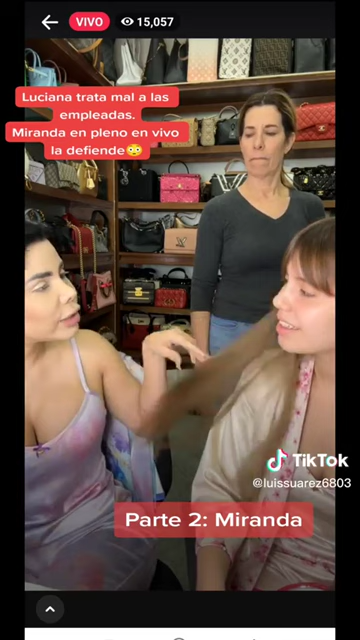 VIVO
15,057
Luciana trata mal a las
empleadas.
Miranda en pleno en vivo
la defiende😳
TikTok
@luissuarez6803
Parte 2: Miranda